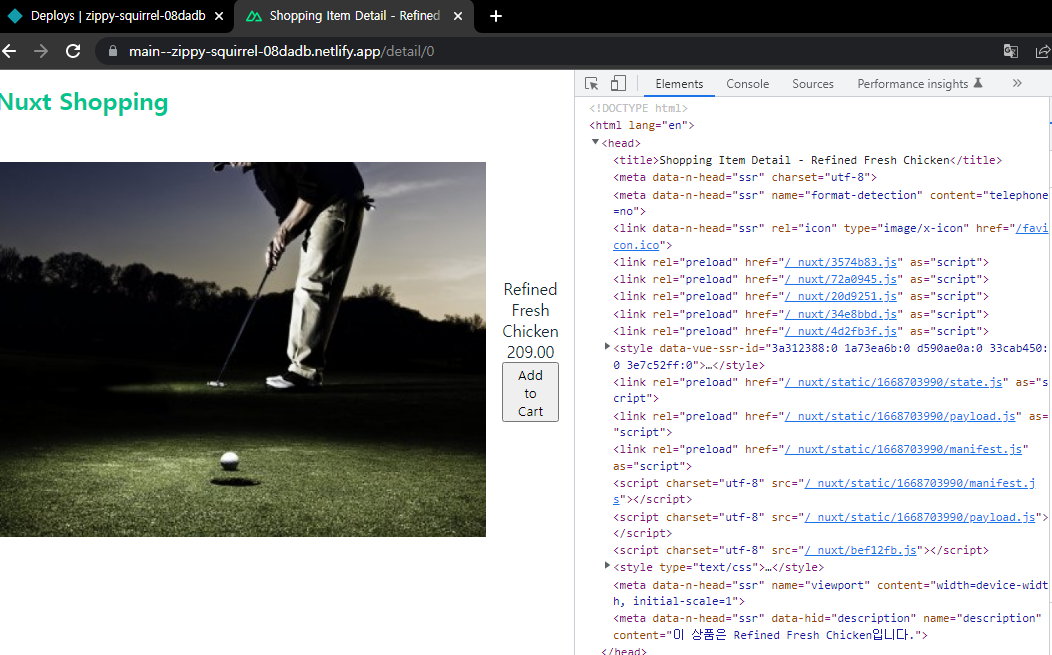 Deploys | zippy-squirrel-08dadb
Shopping Item Detail - Refined
main--zippy-squirrel-08dadb.netlify.app/detail/0
Nuxt Shopping
Refined
Fresh
Chicken
209.00
Add
to
Cart
Elements Console Sources Performance insights
<!DOCTYPE html>
<html lang="en">
<head>
<title>Shopping Item Detail - Refined Fresh Chicken</title>
<meta data-n-head="ssr" charset="utf-8">
<meta data-n-head="ssr" name="format-detection" content="telephone
=no">
<link data-n-head="ssr" rel="icon" type="image/x-icon" href="/favi
con.ico">
<link rel="preload" href="/_nuxt/3574b83.js" as="script">
<link rel="preload" href="/_nuxt/72a0945.js" as="script">
<link rel="preload" href="/_nuxt/20d9251.js" as="script">
<link rel="preload" href="/_nuxt/34e8bbd.js" as="script">
<link rel="preload" href="/_nuxt/4d2fb3f.js" as="script">
<style data-vue-ssr-id="3a312388:0 1a73ea6b:0 d590ae0a:0 33cab450:
0 3e7c52ff:0">…</style>
<link rel="preload" href="/_nuxt/static/1668703990/state.js" as="s
cript">
<link rel="preload" href="/_nuxt/static/1668703990/payload.js" as=
"script">
<link rel="preload" href="/_nuxt/static/1668703990/manifest.js"
as="script">
<script charset="utf-8" src="/_nuxt/static/1668703990/manifest.j
s"></script>
<script charset="utf-8" src="/_nuxt/static/1668703990/payload.js">
</script>
<script charset="utf-8" src="/_nuxt/bef12fb.js"></script>
<style type="text/css">…</style>
<meta data-n-head="ssr" name="viewport" content="width=device-widt
h, initial-scale=1">
<meta data-n-head="ssr" data-hid="description" name="description"
content="이 상품은 Refined Fresh Chicken입니다.">
</head>